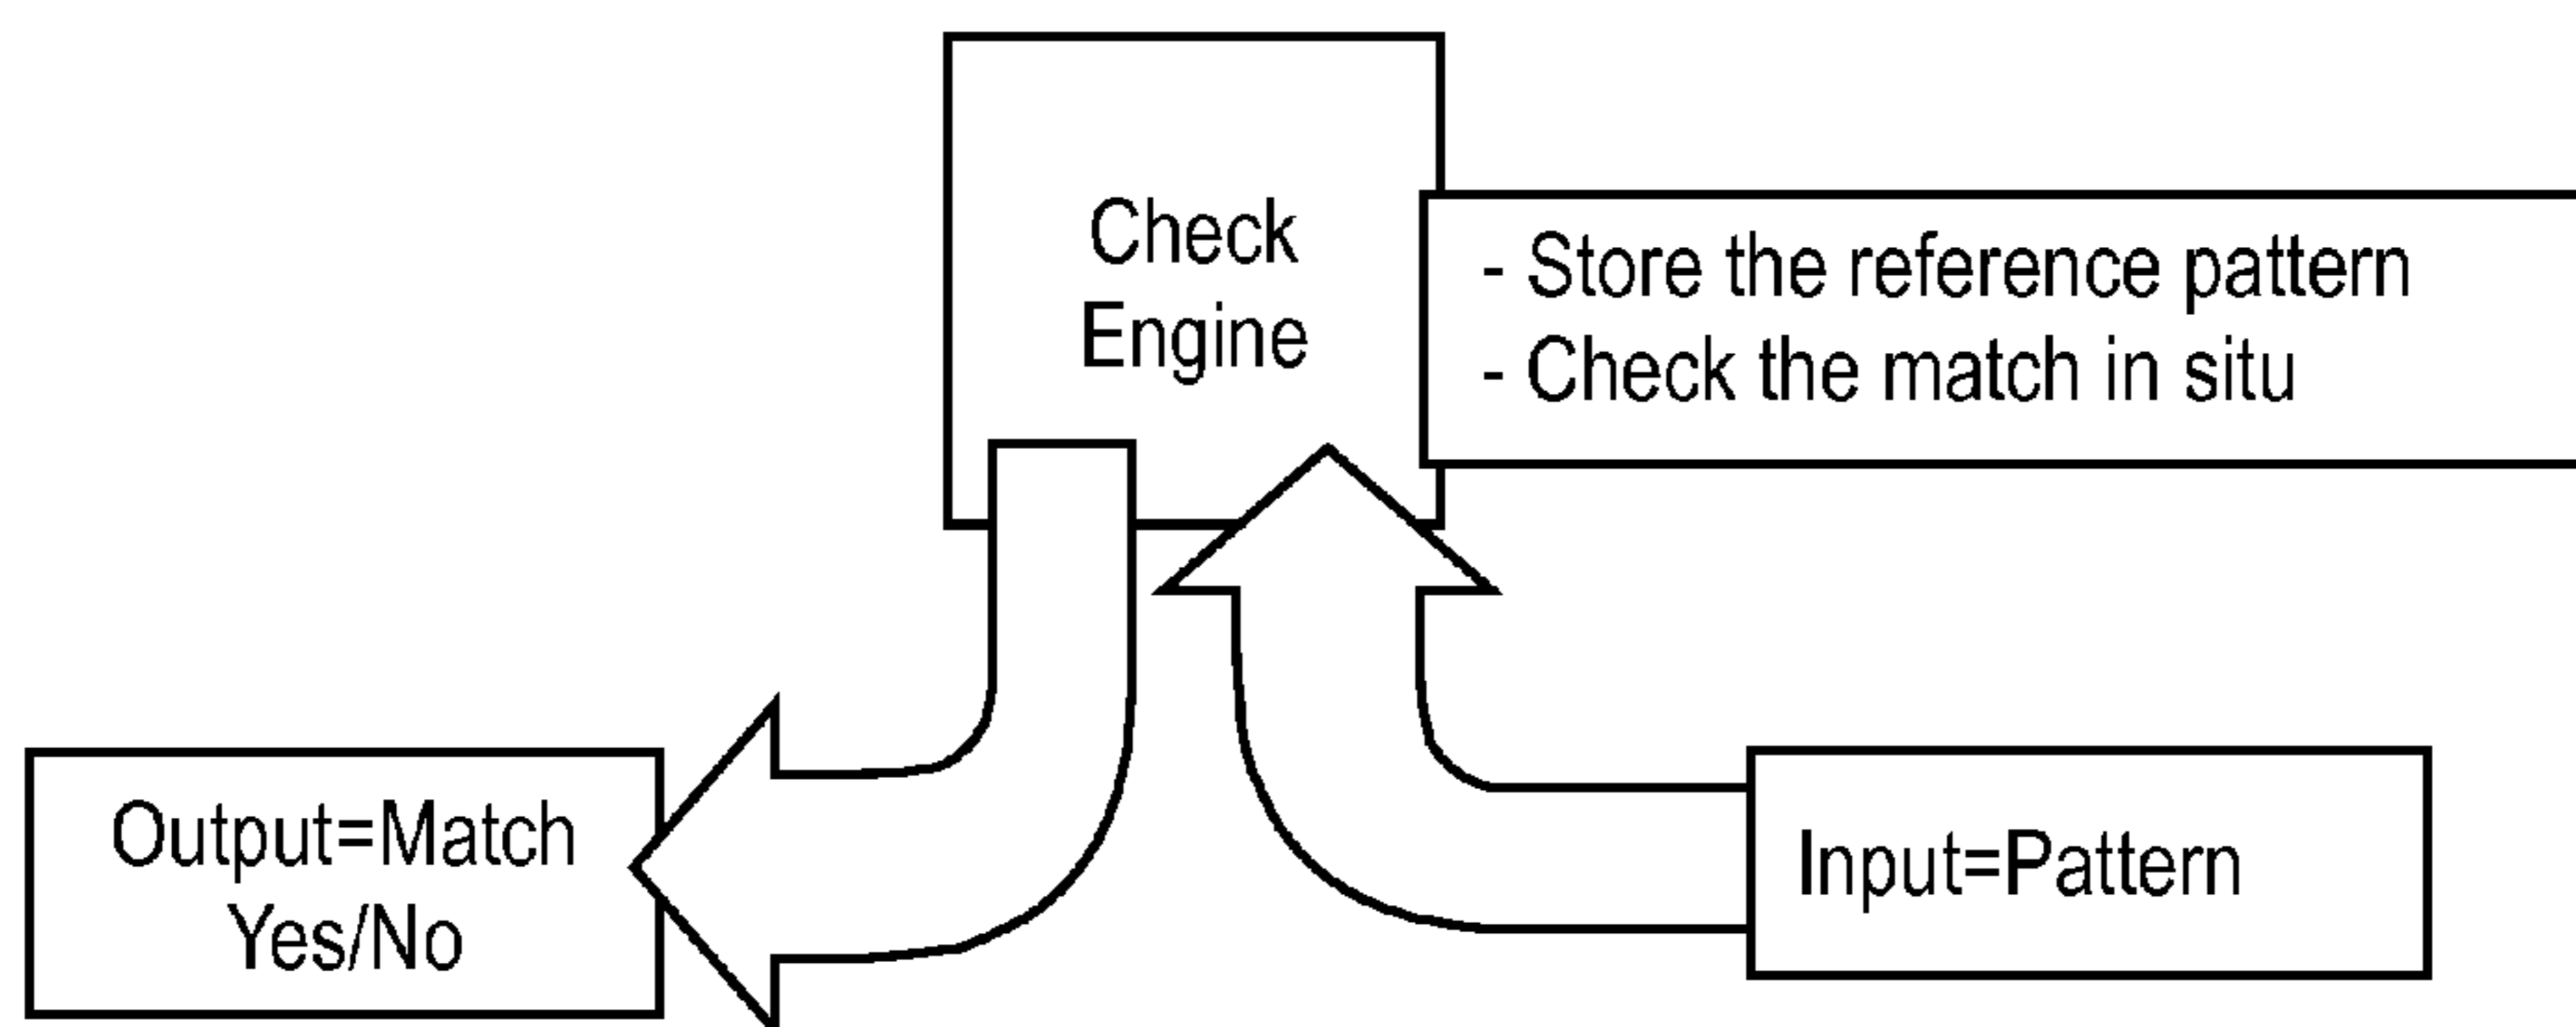 Check
Engine
- Store the reference pattern
- Check the match in situ
Output=Match
Yes/No
Input=Pattern